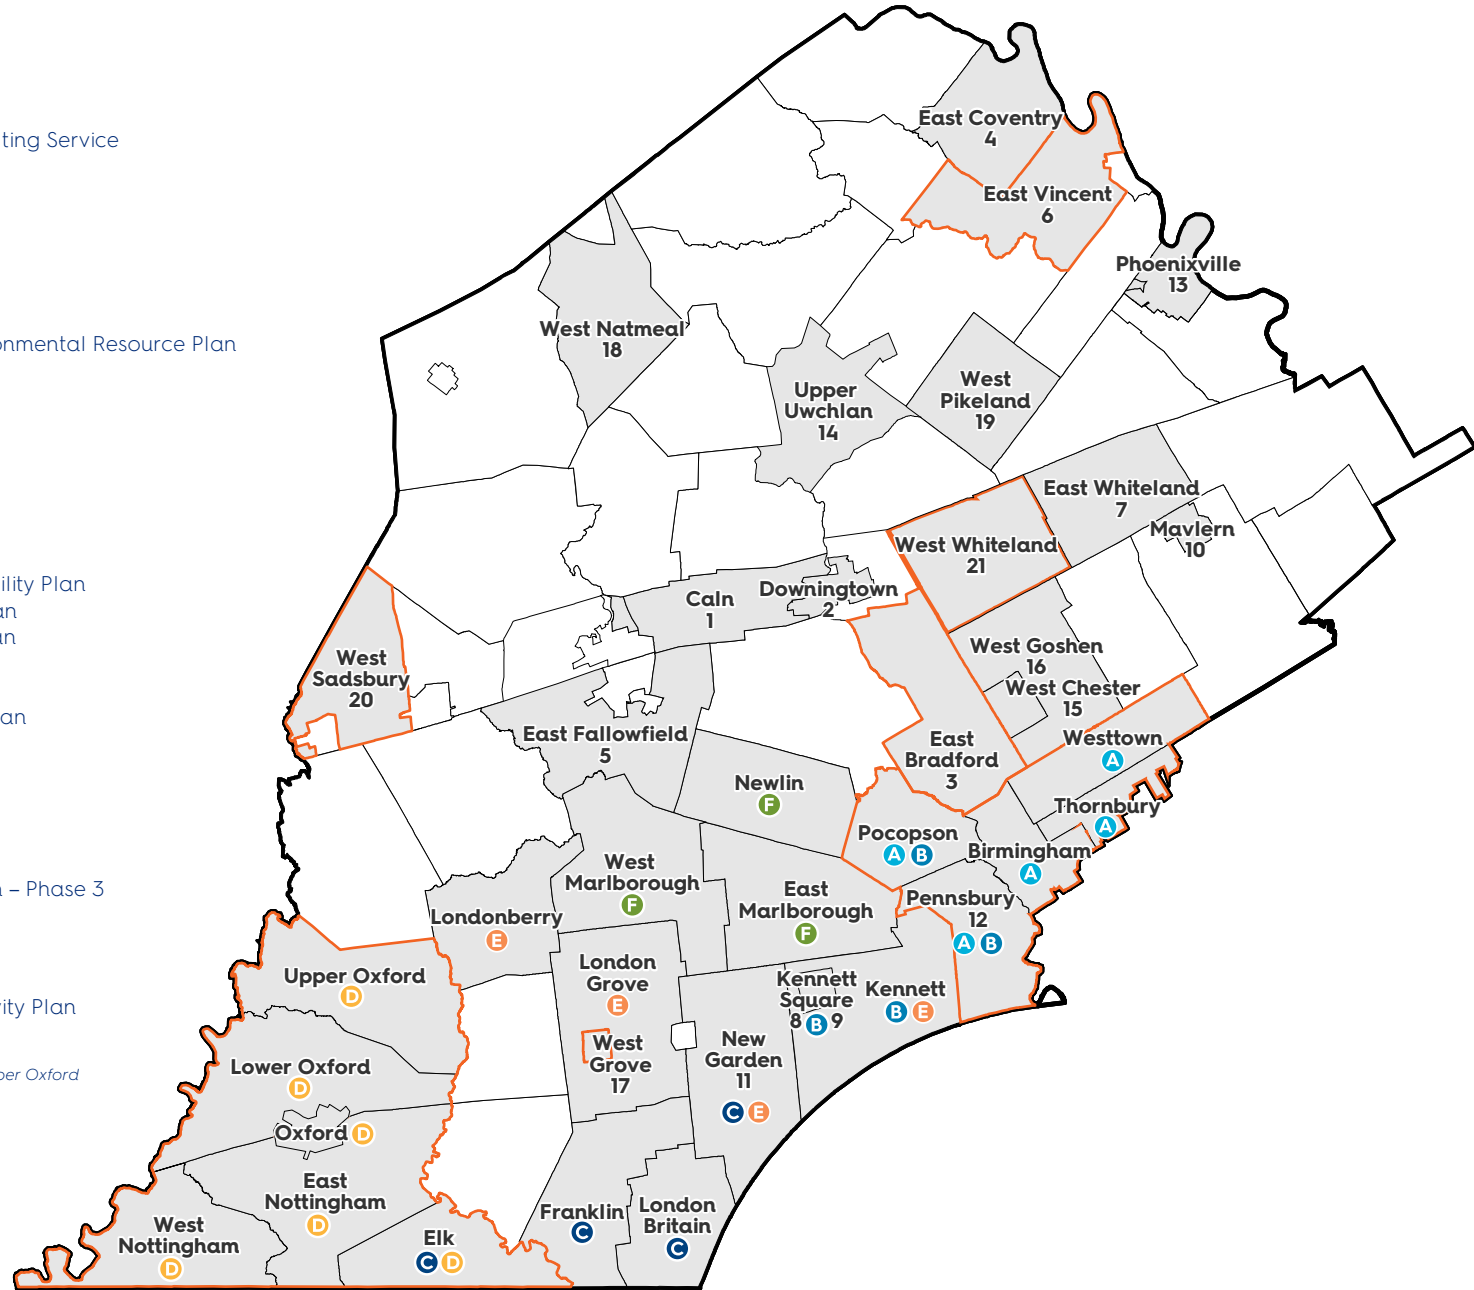 ting Service
onmental Resource Plan
ility Plan
an
an
an
– Phase 3
ity Plan
per Oxford
East Coventry
4
East Vincent
6
Phoenixville
13
West Natmeal
18
Upper
Uwchlan
14
West
Pikeland
19
East Whiteland
7
Mavlern
10
West Whiteland
21
Downingtown
2
Caln
1
West
Sadsbury
20
West Goshen
16
West Chester
15
East Fallowfield
5
East
Bradford
3
Westtown
A
Newlin
F
Thornbury
A
Pocopson
A B
Birmingham
A
West
Marlborough
F
East
Marlborough
F
Pennsbury
12
A B
Londonberry
E
London
Grove
E
Upper Oxford
D
Kennett
Square
8 B 9
Kennett
B E
West
Grove
17
New
Garden
11
C E
Lower Oxford
D
Oxford D
East
Nottingham
D
West
Nottingham
D
Elk
C D
Franklin
C
London
Britain
C